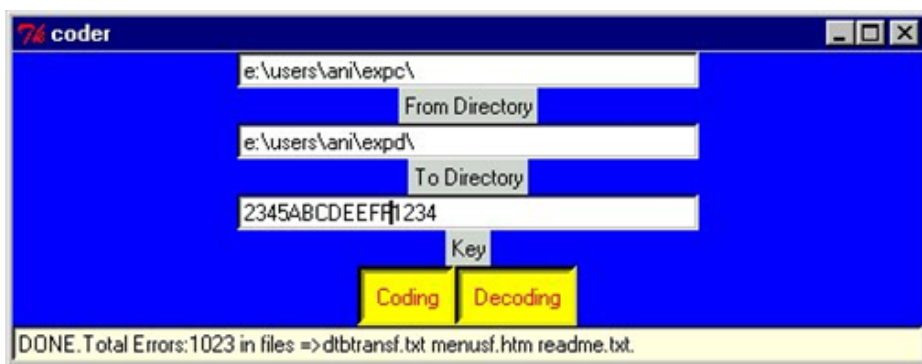 coder
e:\users\ani\expc\
From Directory
e:\users\ani\expd\
To Directory
2345ABCDEEFF1234
Key
Coding Decoding
DONE.Total Errors:1023 in files =>dtbtransf.txt menusf.htm readme.txt.